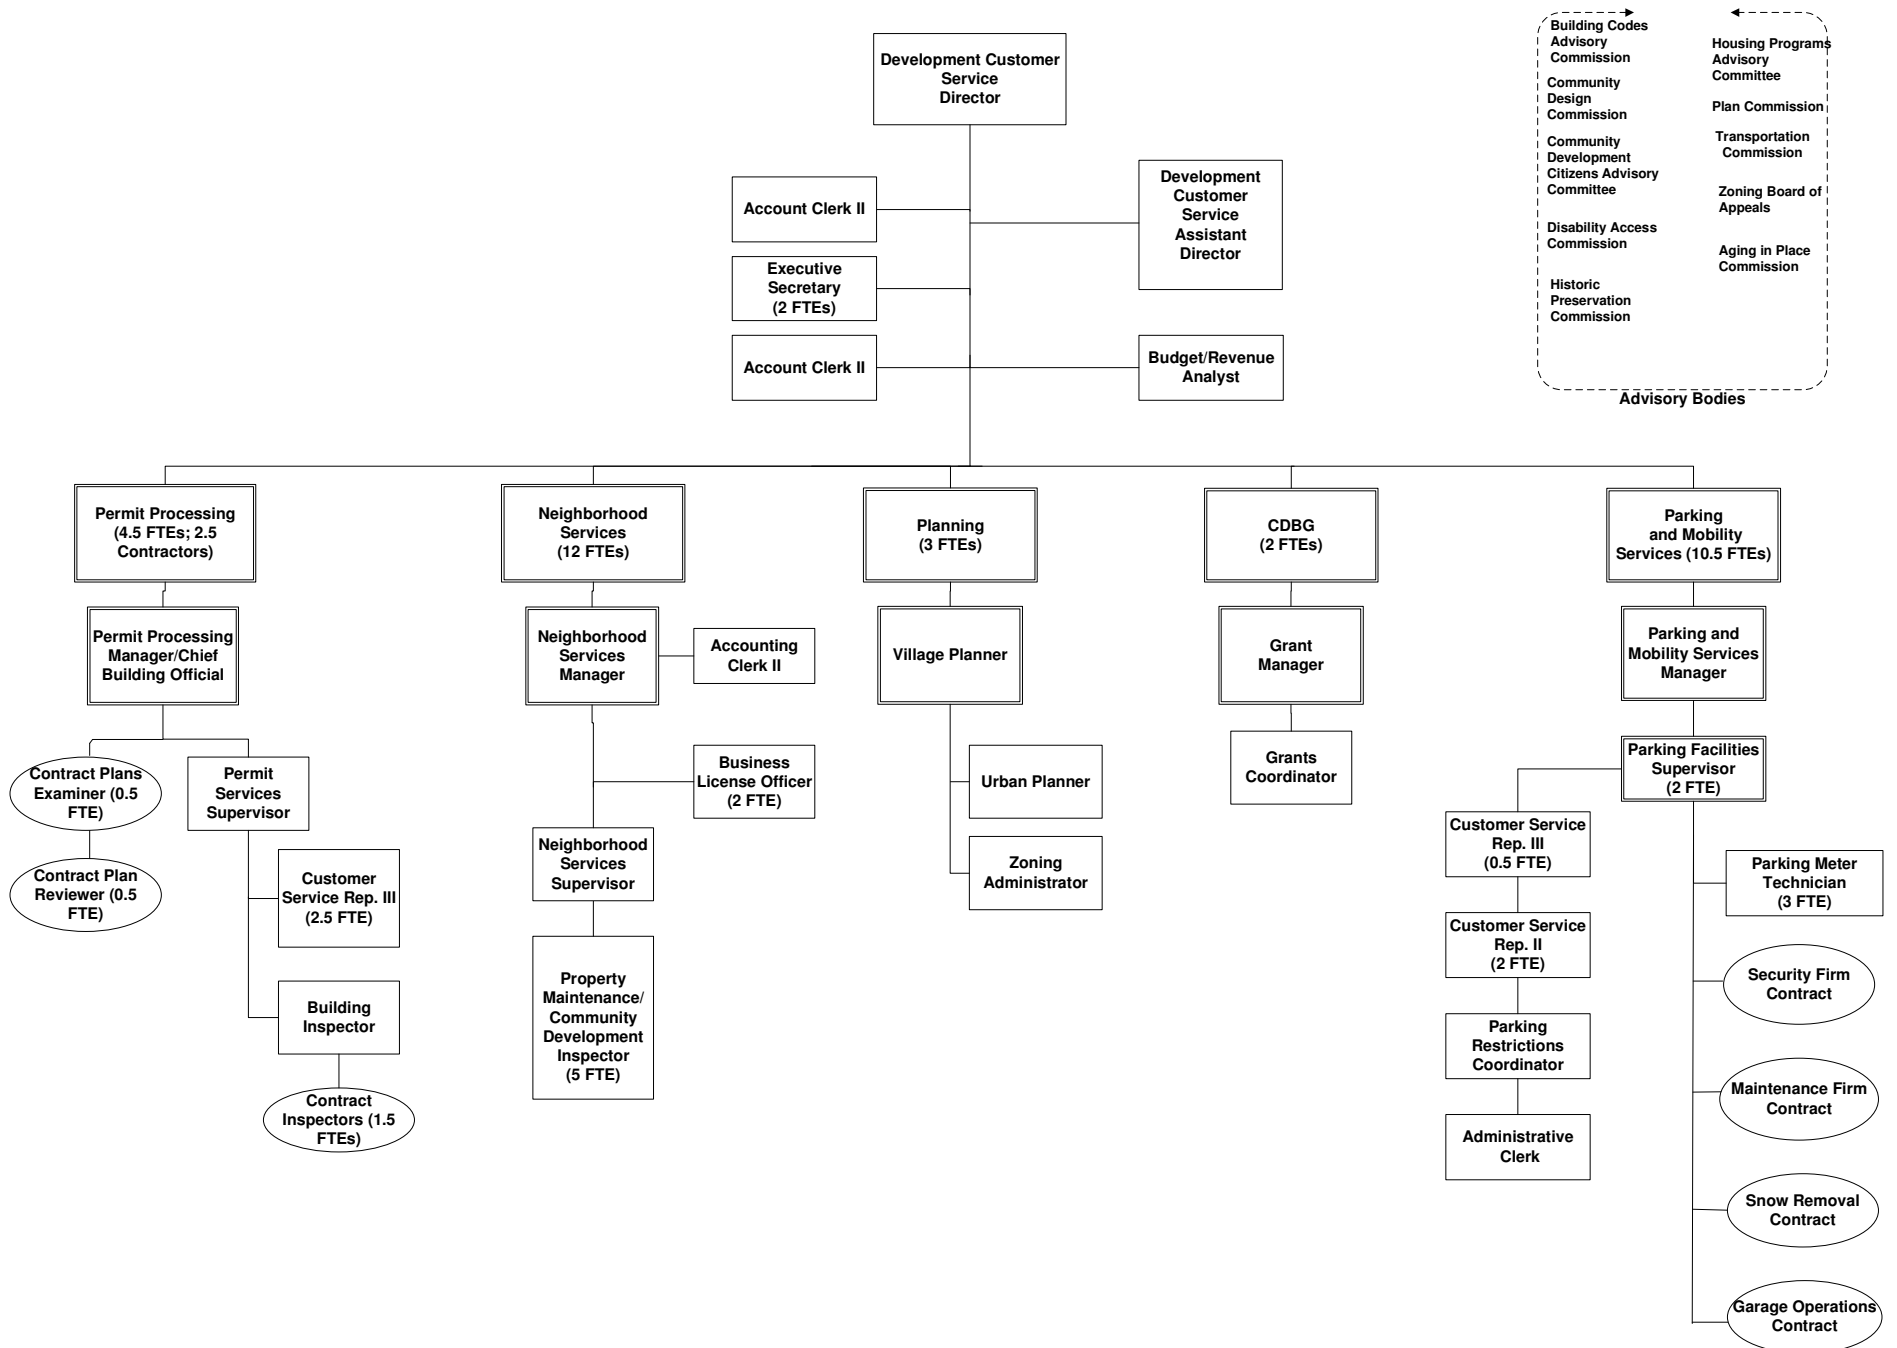 Development Customer
Service
Director
Account Clerk II
Executive
Secretary
(2 FTEs)
Account Clerk II
Development
Customer
Service
Assistant
Director
Budget/Revenue
Analyst
Building Codes
Advisory
Commission
Community
Design
Commission
Community
Development
Citizens Advisory
Committee
Disability Access
Commission
Historic
Preservation
Commission
Housing Programs
Advisory
Committee
Plan Commission
Transportation
Commission
Zoning Board of
Appeals
Aging in Place
Commission
Advisory Bodies
Permit Processing
(4.5 FTEs; 2.5
Contractors)
Permit Processing
Manager/Chief
Building Official
Contract Plans
Examiner (0.5
FTE)
Contract Plan
Reviewer (0.5
FTE)
Permit
Services
Supervisor
Customer
Service Rep. III
(2.5 FTE)
Building
Inspector
Contract
Inspectors (1.5
FTEs)
Neighborhood
Services
(12 FTEs)
Neighborhood
Services
Manager
Accounting
Clerk II
Business
License Officer
(2 FTE)
Neighborhood
Services
Supervisor
Property
Maintenance/
Community
Development
Inspector
(5 FTE)
Planning
(3 FTEs)
Village Planner
Urban Planner
Zoning
Administrator
CDBG
(2 FTEs)
Grant
Manager
Grants
Coordinator
Parking
and Mobility
Services (10.5 FTEs)
Parking and
Mobility Services
Manager
Parking Facilities
Supervisor
(2 FTE)
Customer Service
Rep. III
(0.5 FTE)
Customer Service
Rep. II
(2 FTE)
Parking
Restrictions
Coordinator
Administrative
Clerk
Parking Meter
Technician
(3 FTE)
Security Firm
Contract
Maintenance Firm
Contract
Snow Removal
Contract
Garage Operations
Contract